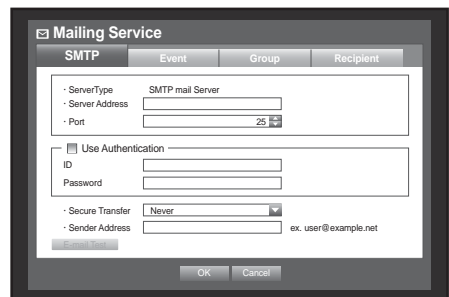 Mailing Service
SMTP Event Group Recipient
· ServerType SMTP mail Server
· Server Address
· Port 25
Use Authentication
ID
Password
· Secure Transfer Never
· Sender Address ex. user@example.net
E-mail Test
OK Cancel